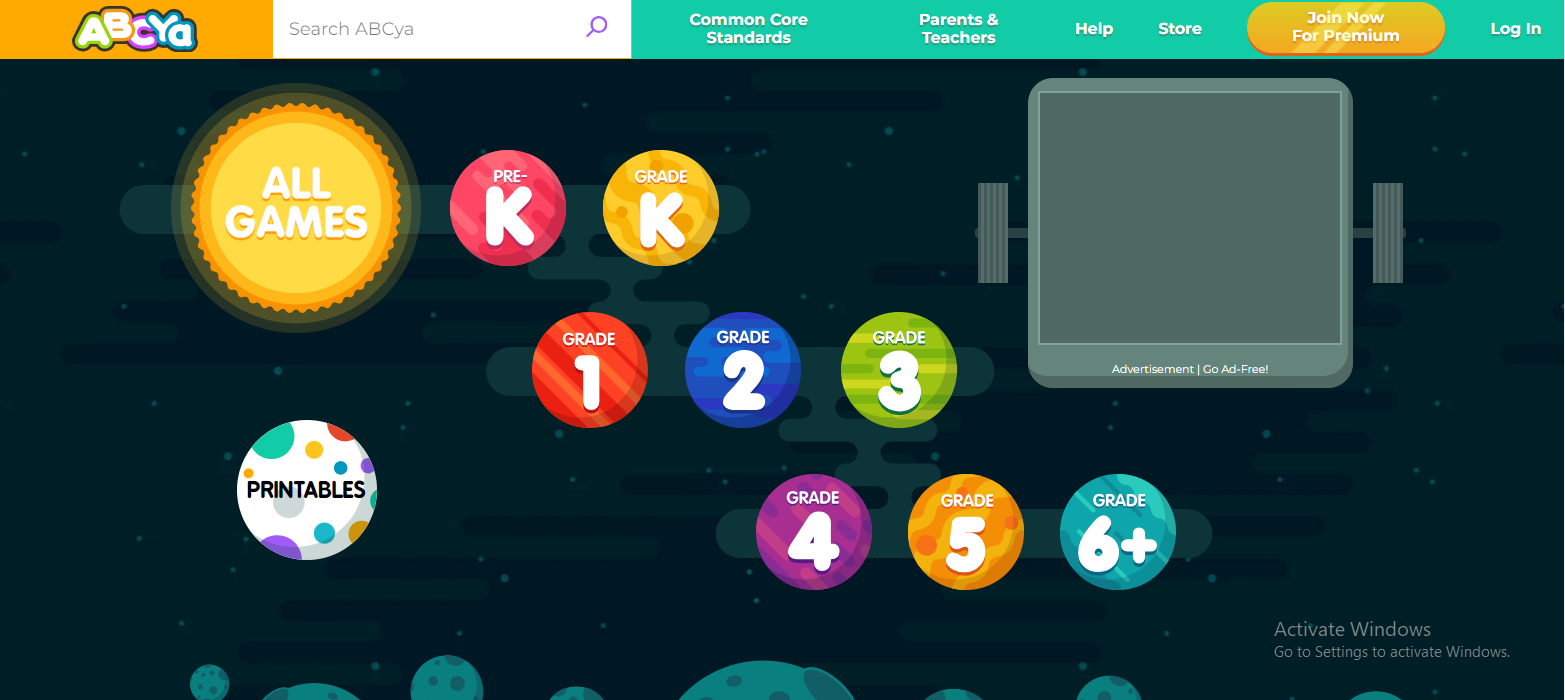 ABCYa
Search ABCya
Common Core
Standards
Parents &
Teachers
Help
Store
Join Now
For Premium
Log In
ALL
GAMES
PRE-
K
GRADE
K
GRADE
1
GRADE
2
GRADE
3
Advertisement | Go Ad-Free!
PRINTABLES
GRADE
4
GRADE
5
GRADE
6+
Activate Windows
Go to Settings to activate Windows.